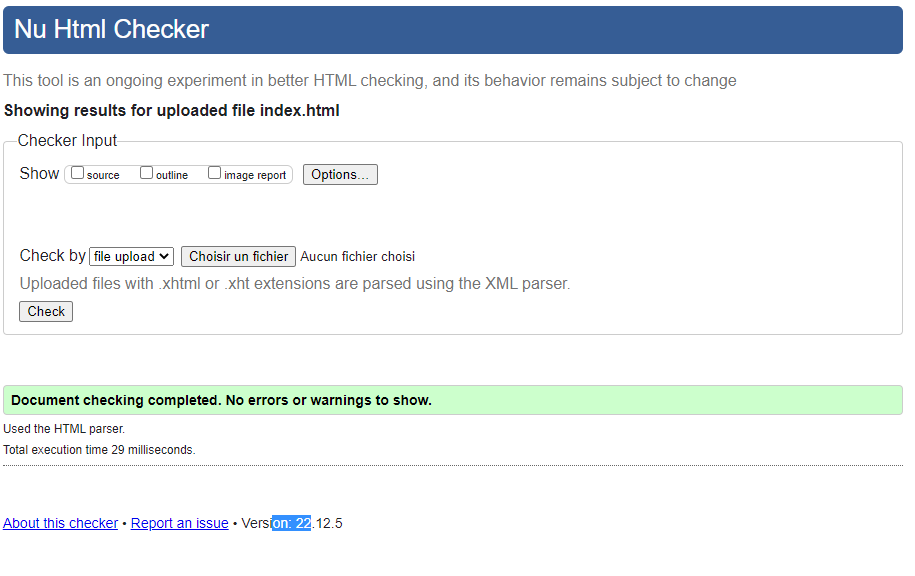 Nu Html Checker
This tool is an ongoing experiment in better HTML checking, and its behavior remains subject to change
Showing results for uploaded file index.html
Checker Input
Show source outline image report Options...
Check by file upload Choisir un fichier Aucun fichier choisi
Uploaded files with .xhtml or .xht extensions are parsed using the XML parser.
Check
Document checking completed. No errors or warnings to show.
Used the HTML parser.
Total execution time 29 milliseconds.
About this checker • Report an issue • Version: 22.12.5